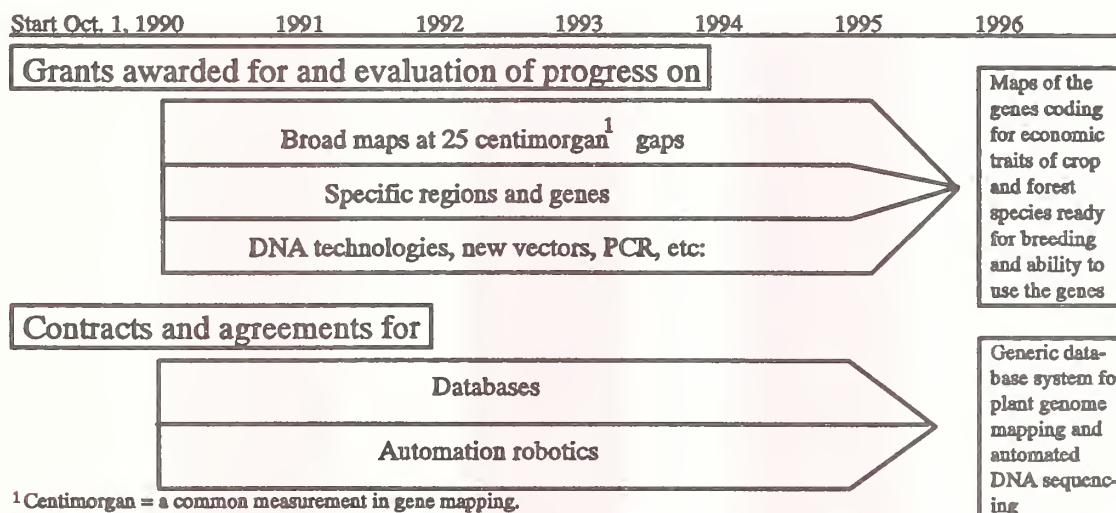 Start Oct. 1, 1990 1991 1992 1993 1994 1995 1996
Grants awarded for and evaluation of progress on
Broad maps at 25 centimorgan1 gaps
Specific regions and genes
DNA technologies, new vectors, PCR, etc:
Maps of the
genes coding
for economic
traits of crop
and forest
species ready
for breeding
and ability to
use the genes
Contracts and agreements for
Databases
Automation robotics
Generic data-
base system fo
plant genome
mapping and
automated
DNA sequenc-
ing
1 Centimorgan = a common measurement in gene mapping.